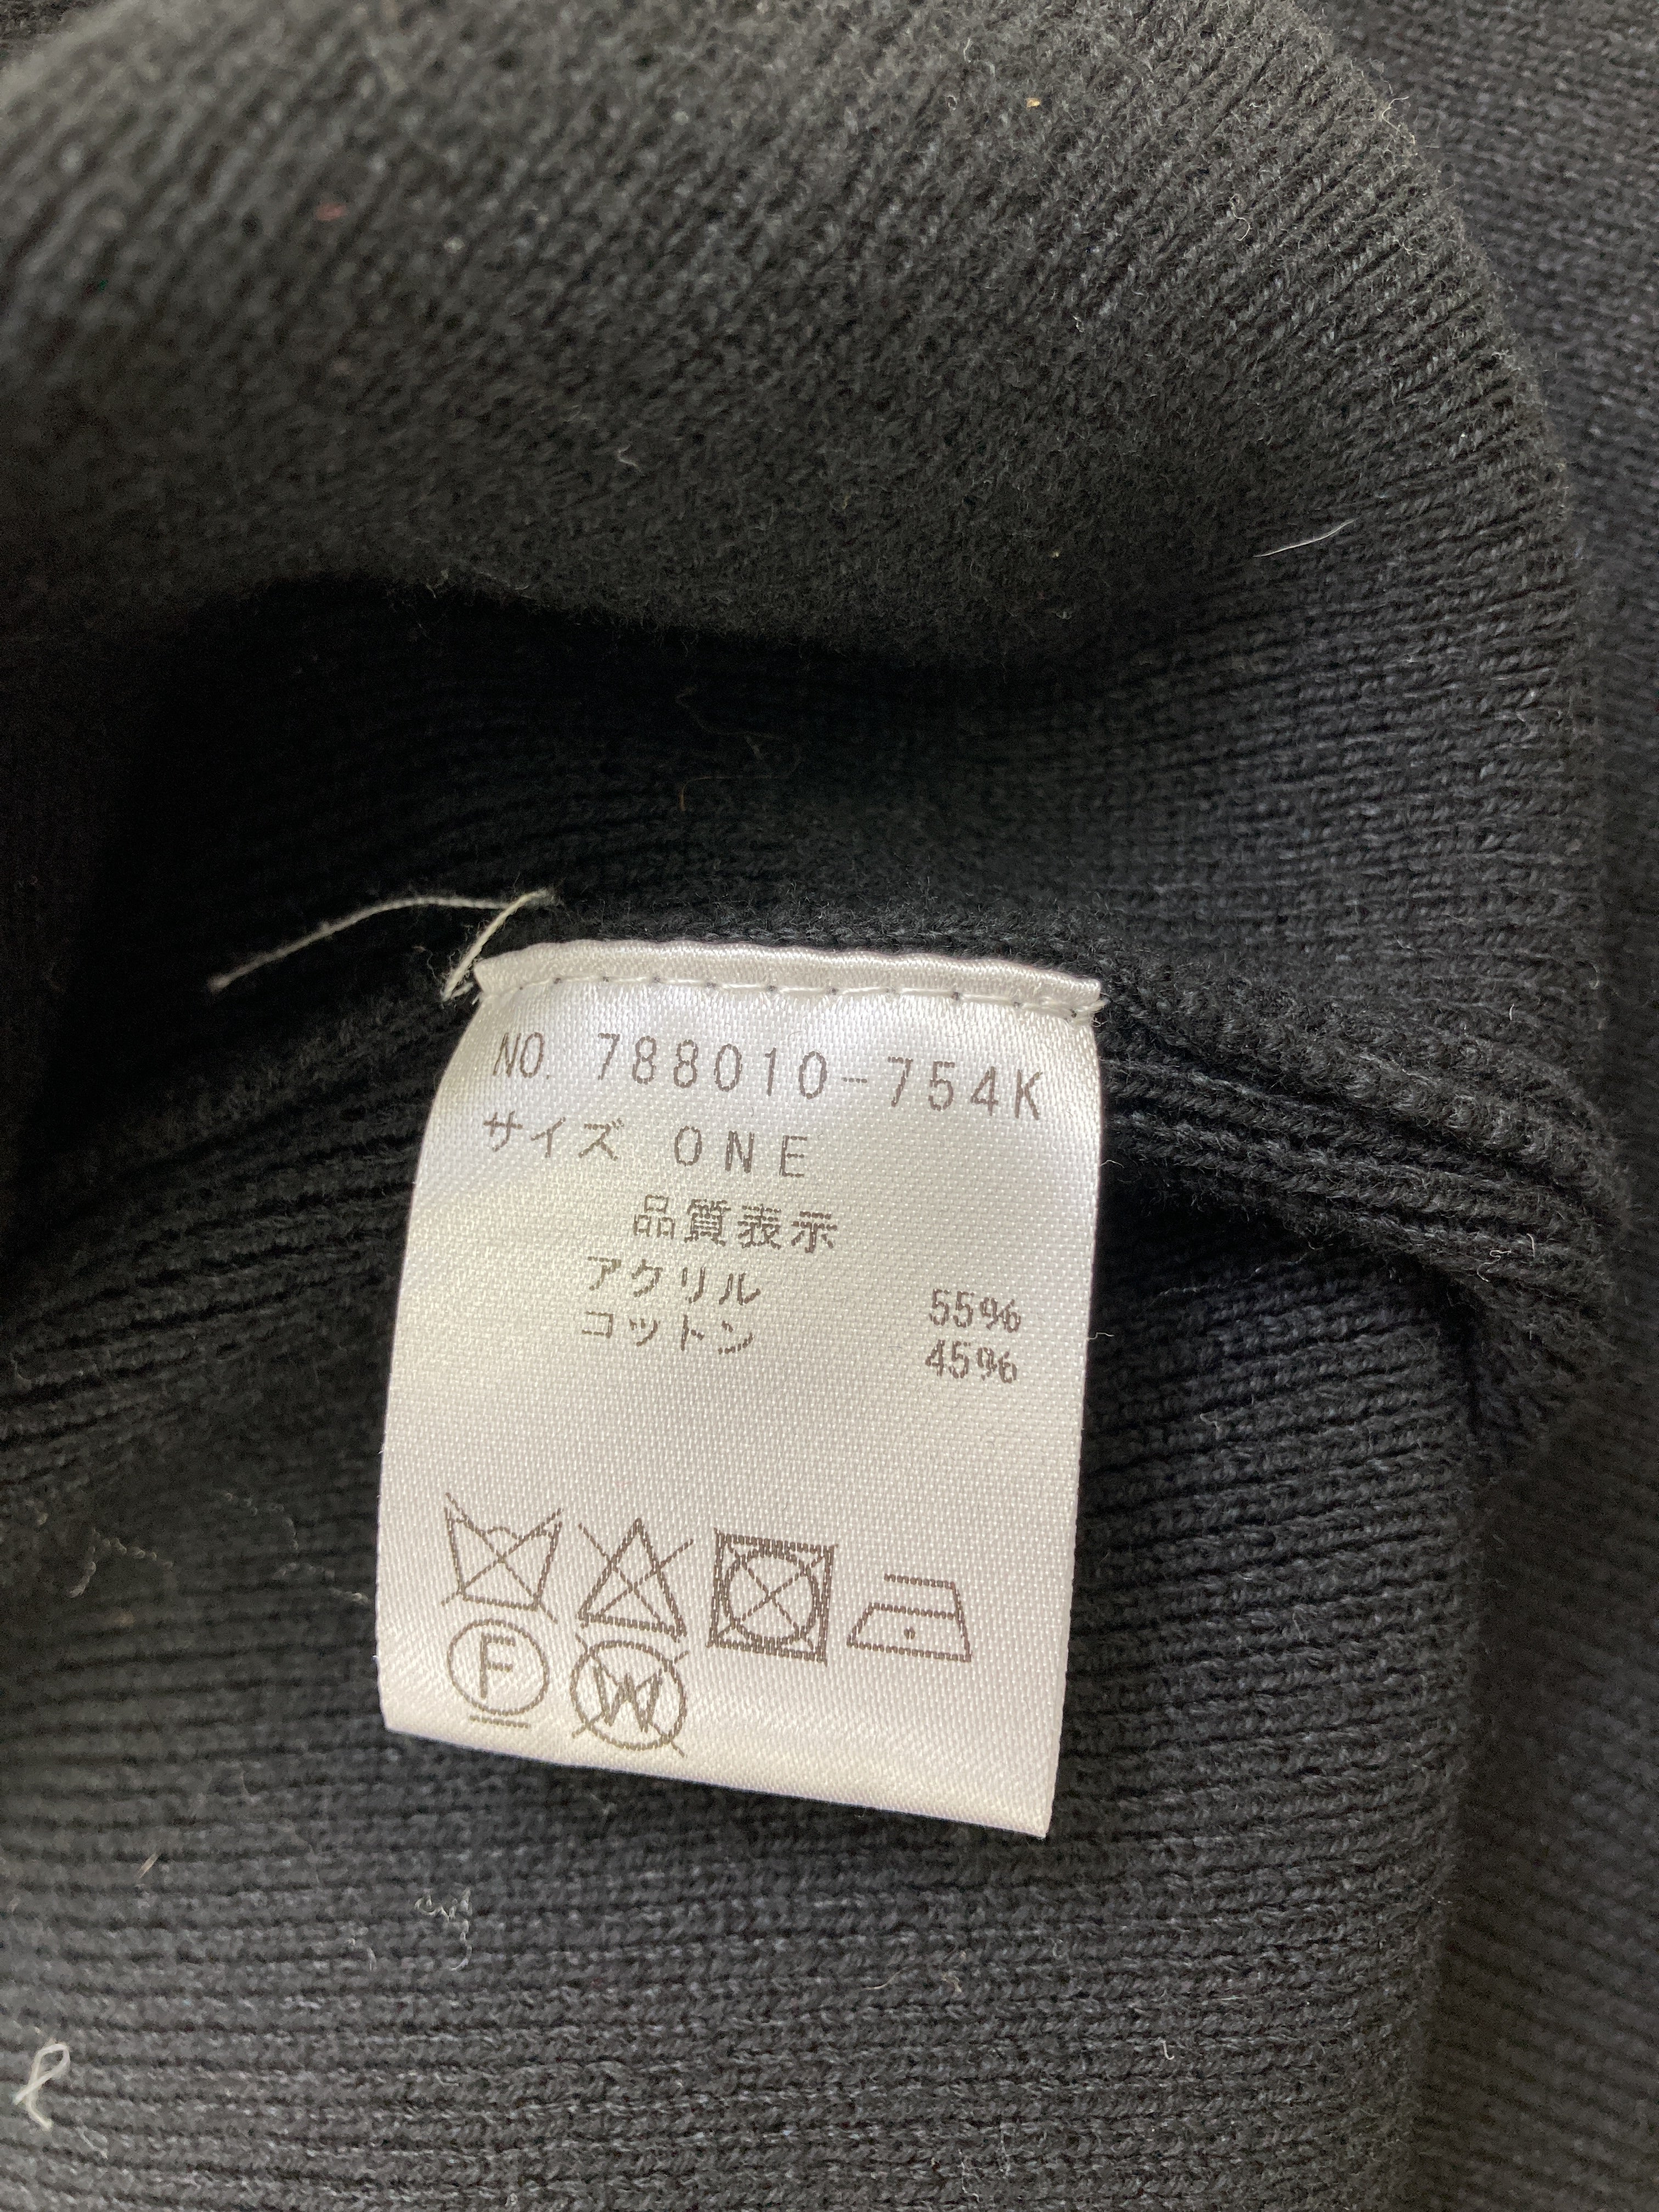 NO. 788010-754K
サイズ ONE
品質表示
アクリル 55%
コットン 45%
F W